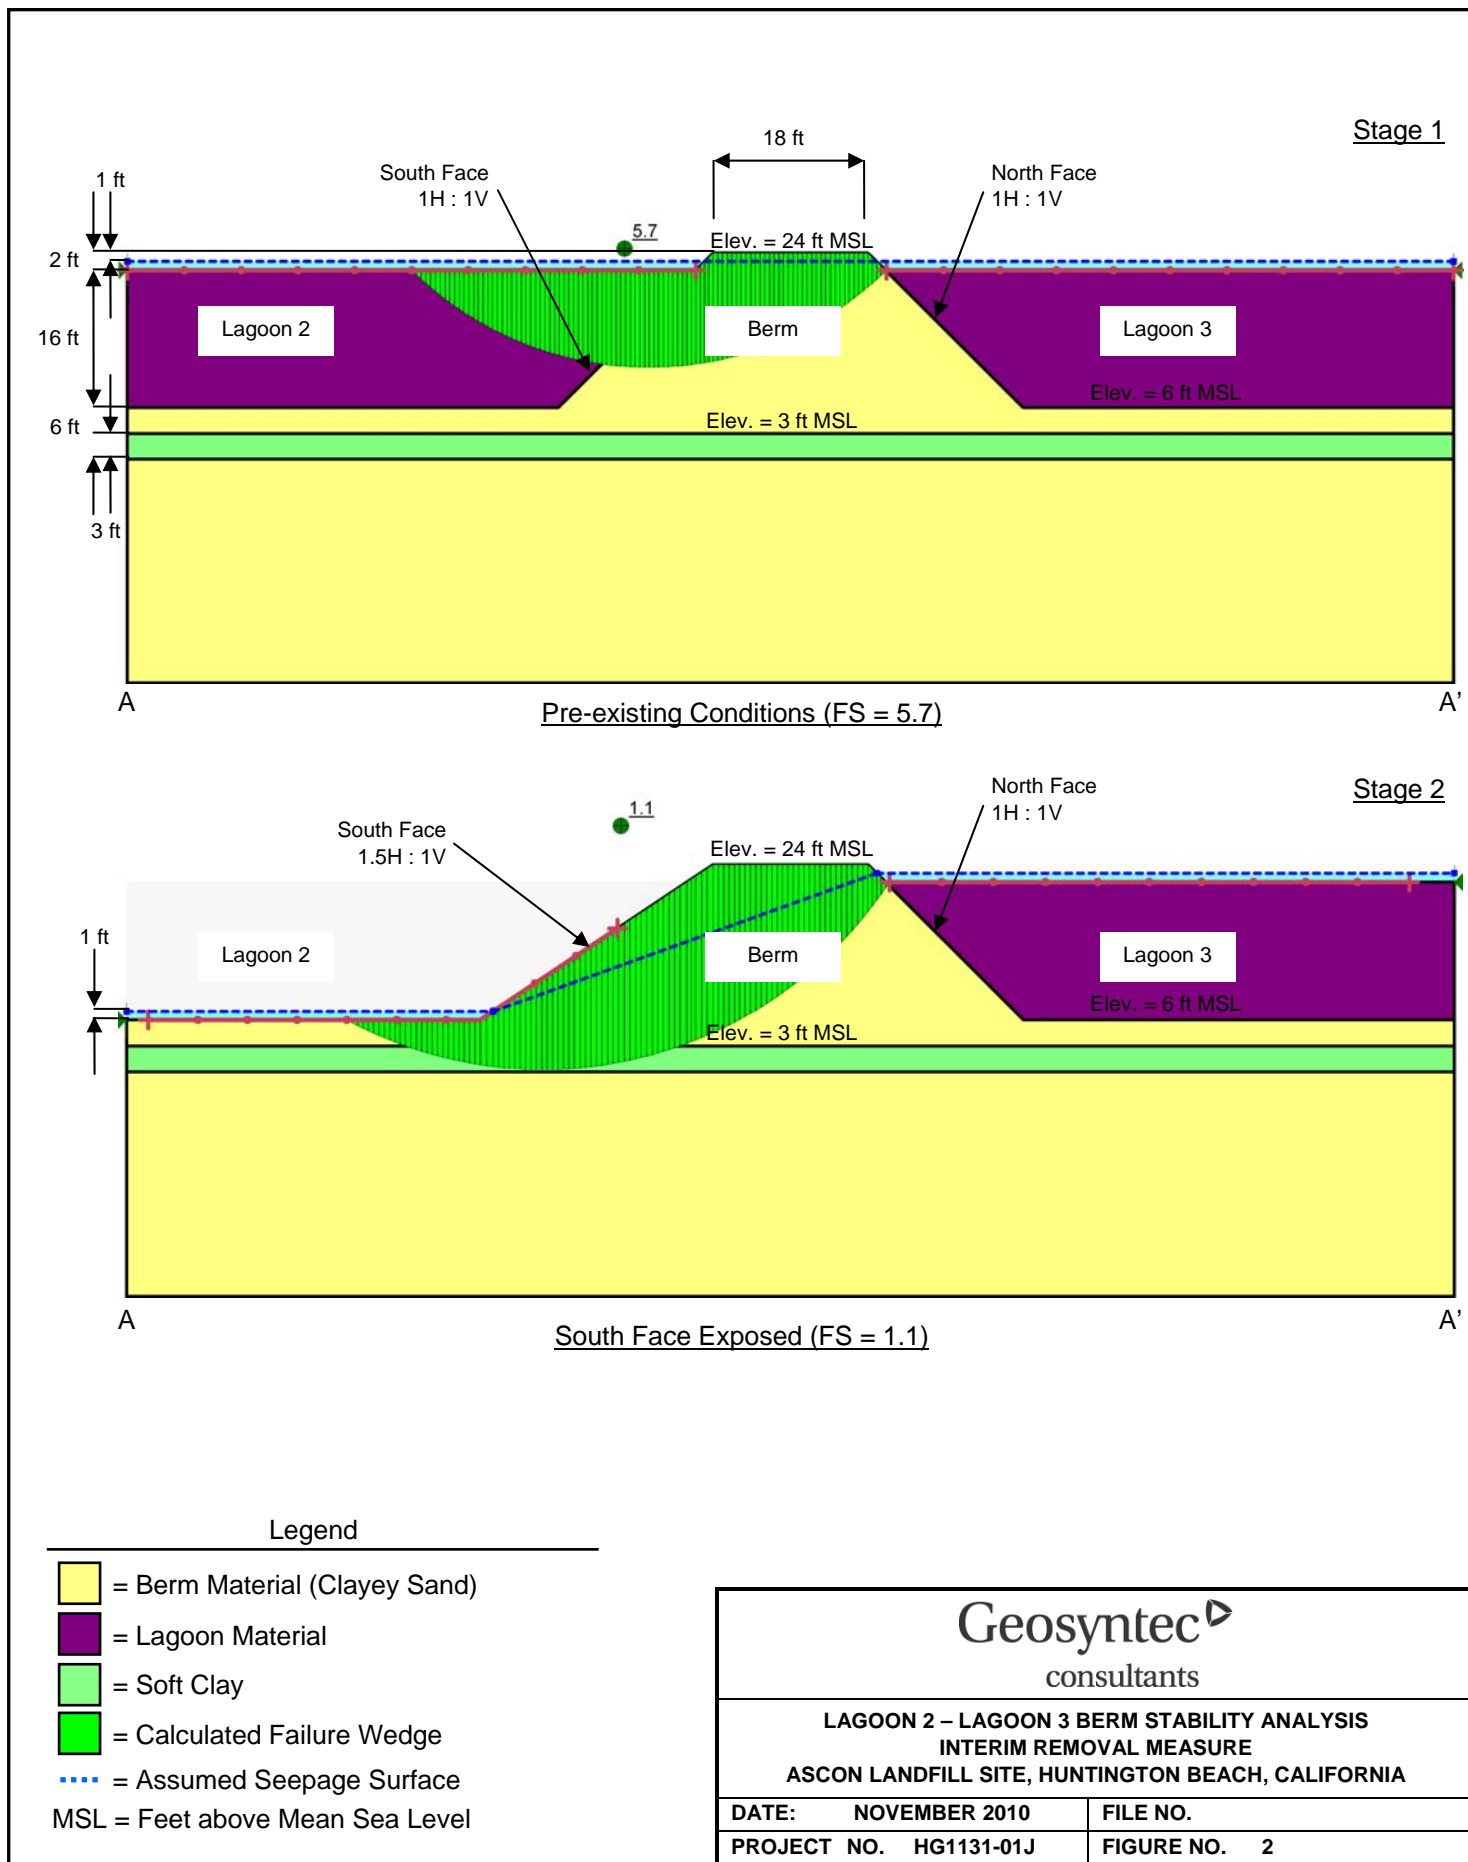 Stage 1
18 ft
1 ft
South Face
1H : 1V
North Face
1H : 1V
5.7
Elev. = 24 ft MSL
2 ft
Lagoon 2
Berm
Lagoon 3
16 ft
Elev. = 6 ft MSL
6 ft
Elev. = 3 ft MSL
3 ft
A
A’
Pre-existing Conditions (FS = 5.7)
Stage 2
North Face
1H : 1V
1.1
South Face
1.5H : 1V
Elev. = 24 ft MSL
1 ft
Lagoon 2
Berm
Lagoon 3
Elev. = 6 ft MSL
Elev. = 3 ft MSL
A
A’
South Face Exposed (FS = 1.1)
Legend
= Berm Material (Clayey Sand)
= Lagoon Material
= Soft Clay
= Calculated Failure Wedge
= Assumed Seepage Surface
MSL = Feet above Mean Sea Level
Geosyntec
consultants
LAGOON 2 – LAGOON 3 BERM STABILITY ANALYSIS
INTERIM REMOVAL MEASURE
ASCON LANDFILL SITE, HUNTINGTON BEACH, CALIFORNIA
DATE: NOVEMBER 2010
FILE NO.
PROJECT NO. HG1131-01J
FIGURE NO. 2